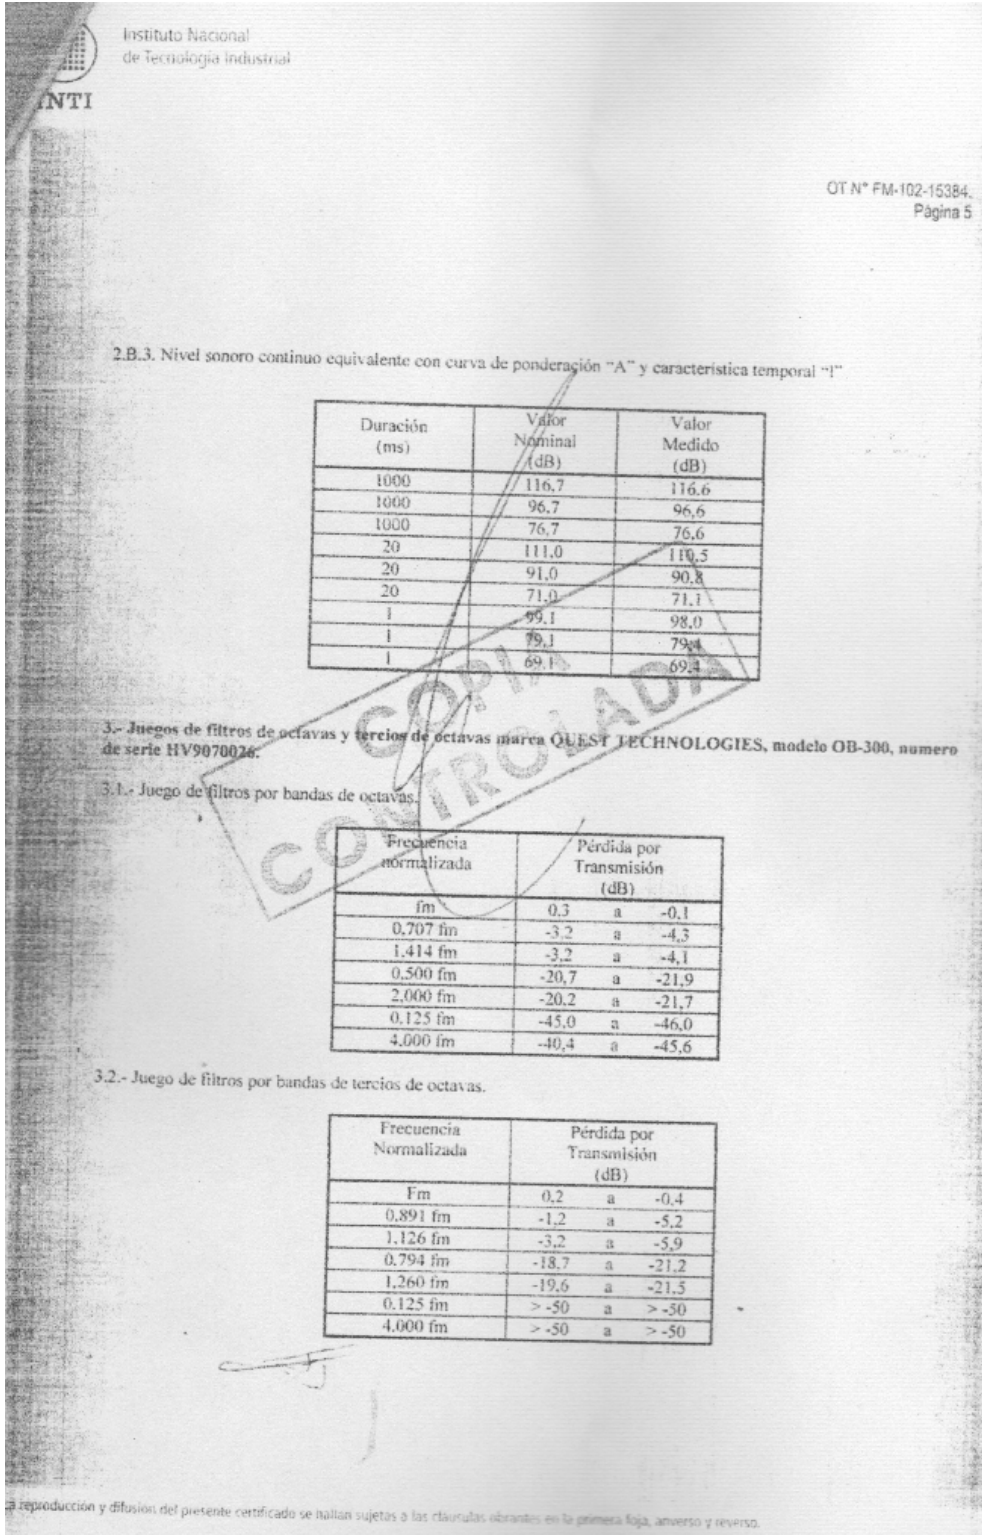 Instituto Nacional
de Tecnología Industrial
INTI
OT N° FM-102-15384.
Página 5
2.B.3. Nivel sonoro continuo equivalente con curva de ponderación “A” y característica temporal “I”
Duración (ms) Valor Nominal (dB) Valor Medido (dB)
1000 116,7 116,6
1000 96,7 96,6
1000 76,7 76,6
20 111,0 110,5
20 91,0 90,8
20 71,0 71,1
1 99,1 98,0
1 79,1 79,4
1 69,1 69,4
COPIA
CONTROLADA
3.- Juegos de filtros de octavas y tercios de octavas marca QUEST TECHNOLOGIES, modelo OB-300, numero
de serie HV9070026.
3.1.- Juego de filtros por bandas de octavas.
Frecuencia normalizada Pérdida por Transmisión (dB)
fm 0,3 a -0,1
0,707 fm -3,2 a -4,3
1,414 fm -3,2 a -4,1
0,500 fm -20,7 a -21,9
2,000 fm -20,2 a -21,7
0,125 fm -45,0 a -46,0
4,000 fm -40,4 a -45,6
3.2.- Juego de filtros por bandas de tercios de octavas.
Frecuencia Normalizada Pérdida por Transmisión (dB)
Fm 0,2 a -0,4
0,891 fm -1,2 a -5,2
1,126 fm -3,2 a -5,9
0,794 fm -18,7 a -21,2
1,260 fm -19,6 a -21,5
0,125 fm > -50 a > -50
4,000 fm > -50 a > -50
La reproducción y difusión del presente certificado se hallan sujetas a las cláusulas obrantes en la primera foja, anverso y reverso.